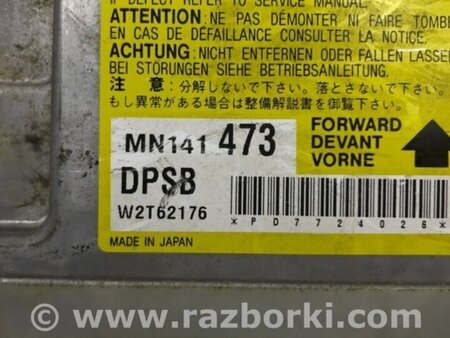 IF DEFECT REFER TO SERVICE MANUAL.
ATTENTION :NE PAS DÉMONTER NI FAIRE TOMBE
EN CAS DE DÉFAILLANCE CONSULTER LA NOTICE.
ACHTUNG: NICHT ENTFERNEN ODER FALLEN LASSE
BEI STÖRUNGEN SIEHE BETRIEBSANLEITUNG.
注 意 : 分解しないで下さい。落とさないで下さい。
もし異常がある場合は整備解説書を御覧下さい。
MN141 473
FORWARD
DEVANT
VORNE
DPSB
W2T62176
*PD7724026*
MADE IN JAPAN
www.razborki.com